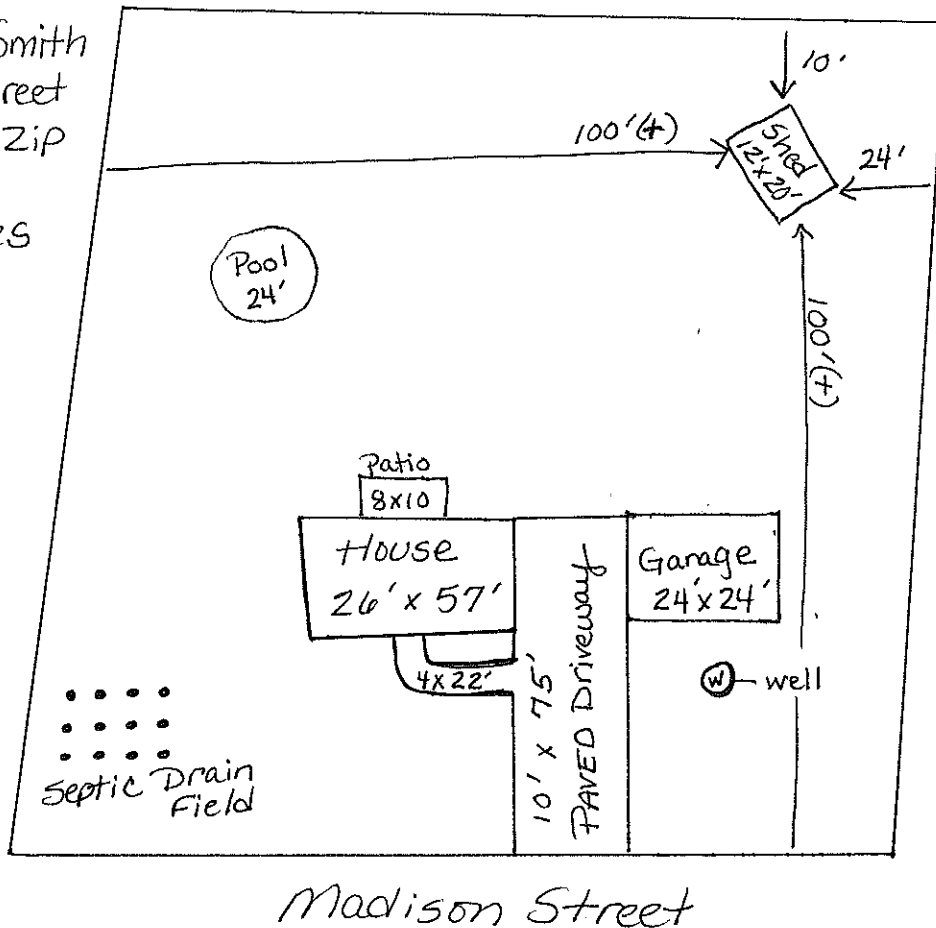 Smith
reet
Zip
es
10'
100'(+)
Shed
12'x20'
24'
Pool
24'
100'(+)
Patio
8x10
House
26' x 57'
Garage
24'x24'
4x22'
10' x 75'
PAVED Driveway
W
well
Septic Drain
Field
Madison Street